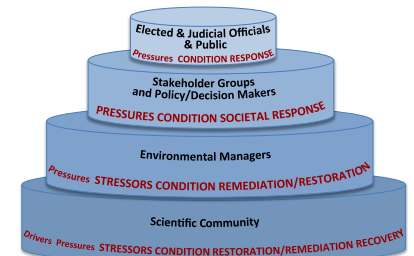 Elected & Judicial Officials
& Public
Pressures CONDITION RESPONSE
Stakeholder Groups
and Policy/Decision Makers
PRESSURES CONDITION SOCIETAL RESPONSE
Environmental Managers
Pressures STRESSORS CONDITION REMEDIATION/RESTORATION
Scientific Community
Drivers Pressures STRESSORS CONDITION RESTORATION/REMEDIATION RECOVERY